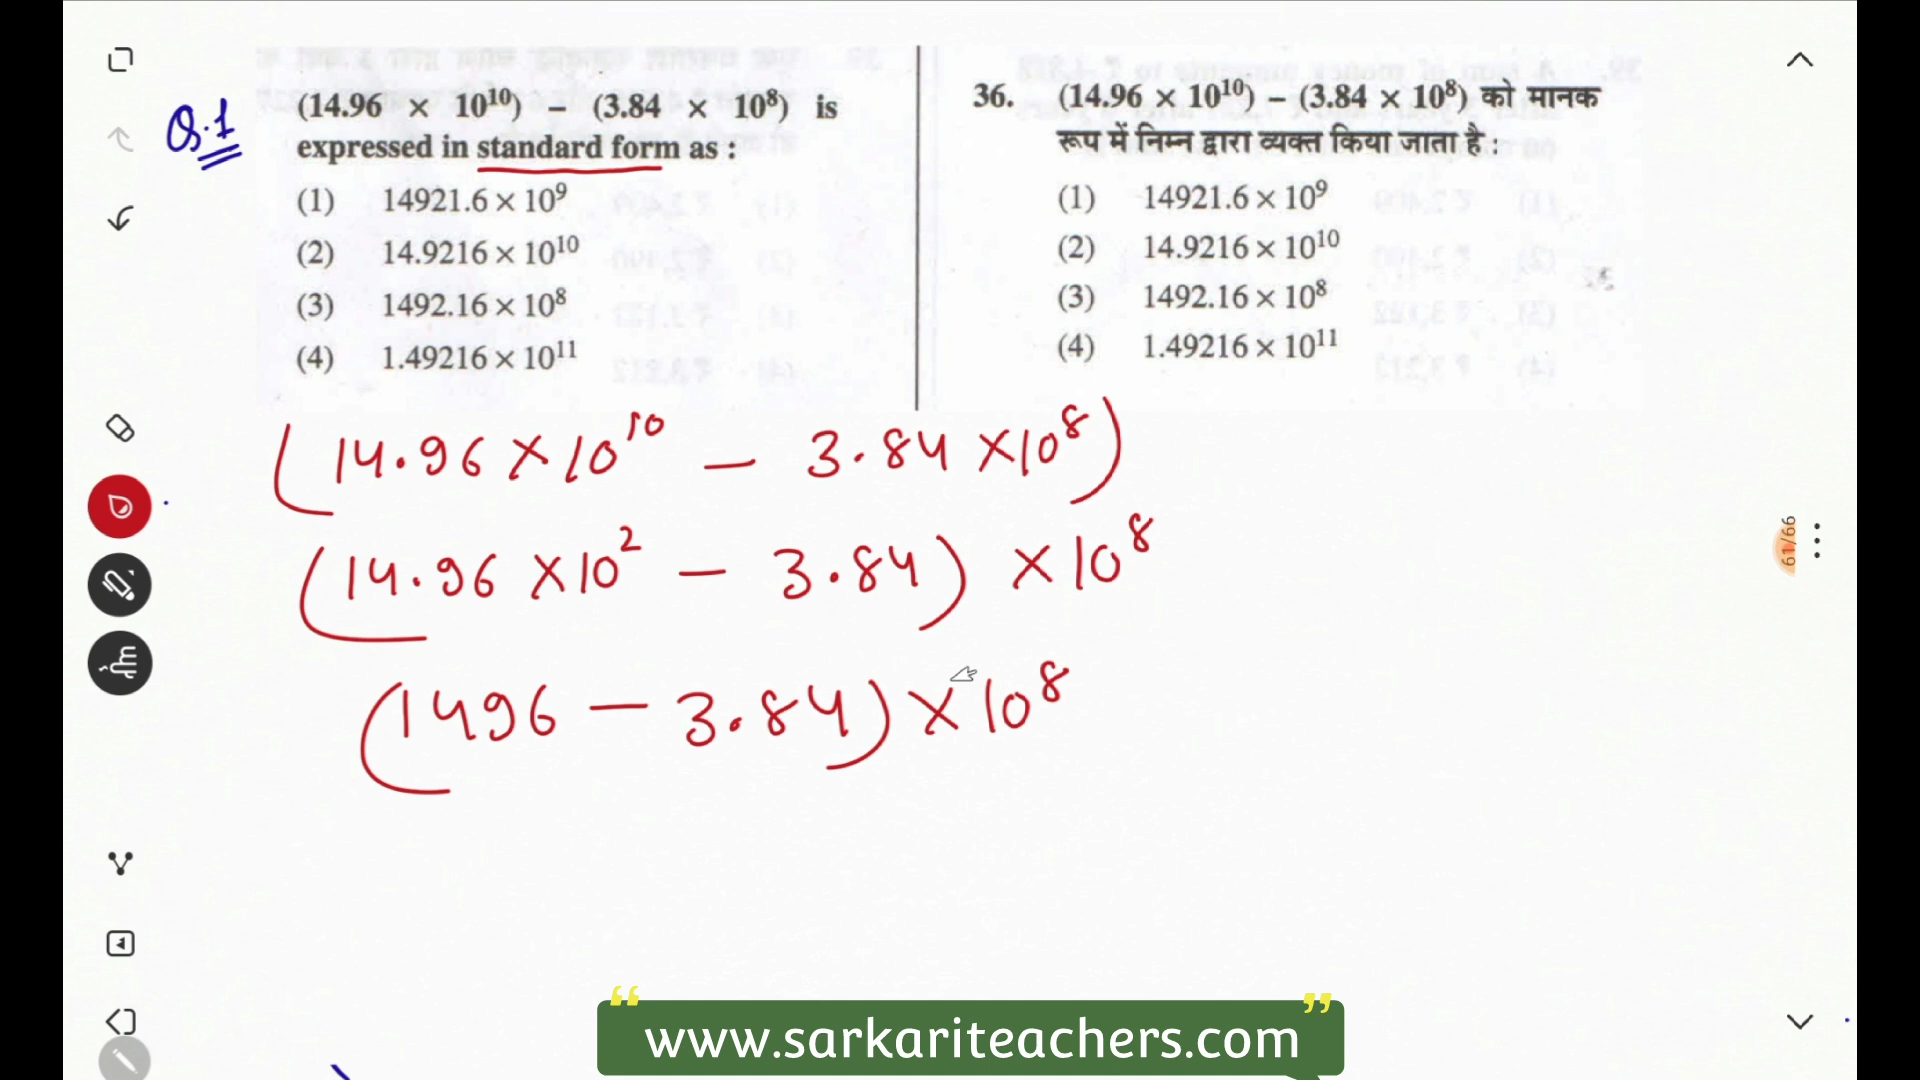 Q.1
(14.96 × 10¹⁰) – (3.84 × 10⁸) is
expressed in standard form as :
(1) 14921.6 × 10⁹
(2) 14.9216 × 10¹⁰
(3) 1492.16 × 10⁸
(4) 1.49216 × 10¹¹
36. (14.96 × 10¹⁰) – (3.84 × 10⁸) को मानक
रूप में निम्न द्वारा व्यक्त किया जाता है :
(1) 14921.6 × 10⁹
(2) 14.9216 × 10¹⁰
(3) 1492.16 × 10⁸
(4) 1.49216 × 10¹¹
(14.96 × 10¹⁰ – 3.84 × 10⁸)
(14.96 × 10² – 3.84) × 10⁸
(1496 – 3.84) × 10⁸
61/66
“www.sarkariteachers.com”